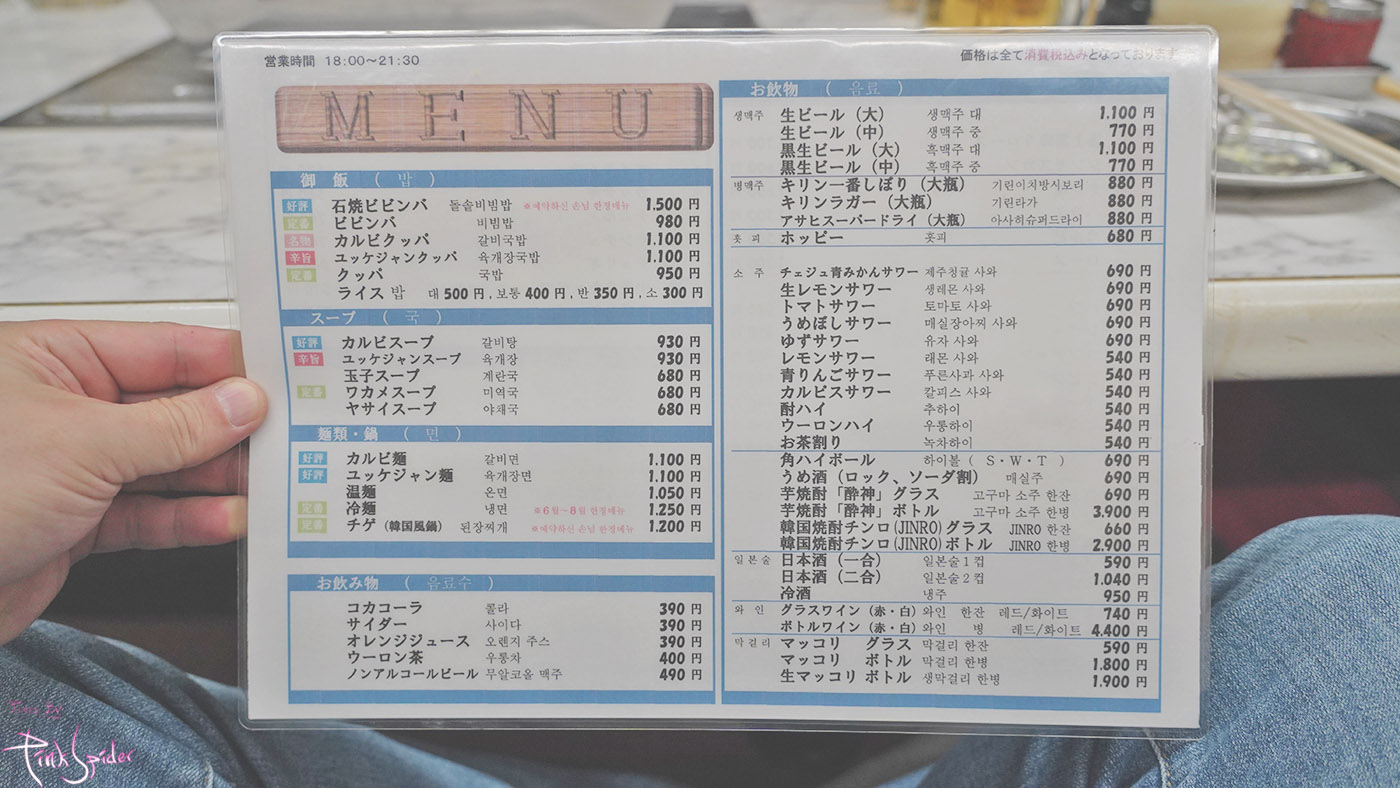 営業時間 18:00～21:30
価格は全て消費税込みとなっております
MENU
御飯 （ 밥 ）
好評 石焼ビビンバ 돌솥비빔밥 ※예약하신 손님 한정메뉴 1.500 円
定番 ビビンバ 비빔밥 980 円
名物 カルビクッパ 갈비국밥 1.100 円
辛旨 ユッケジャンクッパ 육개장국밥 1.100 円
定番 クッパ 국밥 950 円
ライス 밥 대 500 円, 보통 400 円, 반 350 円, 소 300 円
スープ （ 국 ）
好評 カルビスープ 갈비탕 930 円
辛旨 ユッケジャンスープ 육개장 930 円
玉子スープ 계란국 680 円
定番 ワカメスープ 미역국 680 円
ヤサイスープ 야채국 680 円
麺類・鍋 （ 면 ）
好評 カルビ麺 갈비면 1.100 円
好評 ユッケジャン麺 육개장면 1.100 円
温麺 온면 1.050 円
定番 冷麺 냉면 ※6월～8월 한정메뉴 1.250 円
定番 チゲ（韓国風鍋） 된장찌개 ※예약하신 손님 한정메뉴 1.200 円
お飲み物 （ 음료수 ）
コカコーラ 콜라 390 円
サイダー 사이다 390 円
オレンジジュース 오렌지 주스 390 円
ウーロン茶 우롱차 400 円
ノンアルコールビール 무알코올 맥주 490 円
お飲物 （ 음료 ）
생맥주 生ビール（大） 생맥주 대 1.100 円
生ビール（中） 생맥주 중 770 円
黒生ビール（大） 흑맥주 대 1.100 円
黒生ビール（中） 흑맥주 중 770 円
병맥주 キリン一番しぼり（大瓶） 기린이치방시보리 880 円
キリンラガー（大瓶） 기린라가 880 円
アサヒスーパードライ（大瓶） 아사히슈퍼드라이 880 円
홋피 ホッピー 홋피 680 円
소주 チェジュ青みかんサワー 제주청귤 사와 690 円
生レモンサワー 생레몬 사와 690 円
トマトサワー 토마토 사와 690 円
うめぼしサワー 매실장아찌 사와 690 円
ゆずサワー 유자 사와 690 円
レモンサワー 래몬 사와 540 円
青りんごサワー 푸른사과 사와 540 円
カルビスサワー 칼피스 사와 540 円
酎ハイ 추하이 540 円
ウーロンハイ 우롱하이 540 円
お茶割り 녹차하이 540 円
角ハイボール 하이볼 ( S・W・T ) 690 円
うめ酒（ロック、ソーダ割） 매실주 690 円
芋焼酎「酔神」グラス 고구마 소주 한잔 690 円
芋焼酎「酔神」ボトル 고구마 소주 한병 3.900 円
韓国焼酎チンロ(JINRO)グラス JINRO 한잔 660 円
韓国焼酎チンロ(JINRO)ボトル JINRO 한병 2.900 円
일본술 日本酒（一合） 일본술1컵 590 円
日本酒（二合） 일본술2컵 1.040 円
冷酒 냉주 950 円
와인 グラスワイン（赤・白） 와인 한잔 레드/화이트 740 円
ボトルワイン（赤・白） 와인 병 레드/화이트 4.400 円
막걸리 マッコリ グラス 막걸리 한잔 590 円
マッコリ ボトル 막걸리 한병 1.800 円
生マッコリ ボトル 생막걸리 한병 1.900 円
Pink Spider